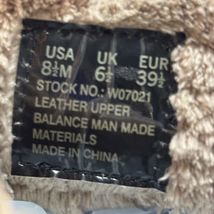 USA UK EUR
8½M 6½ 39½
STOCK NO.: W07021
LEATHER UPPER
BALANCE MAN MADE
MATERIALS
MADE IN CHINA